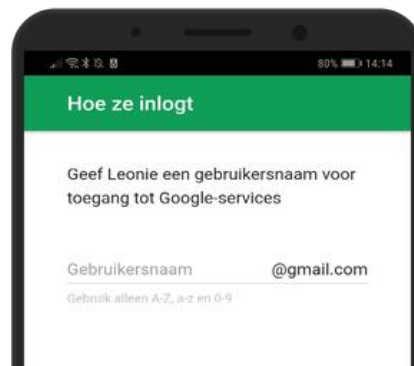 80% 14:14
Hoe ze inlogt
Geef Leonie een gebruikersnaam voor
toegang tot Google-services
Gebruikersnaam @gmail.com
Gebruik alleen A-Z, a-z en 0-9